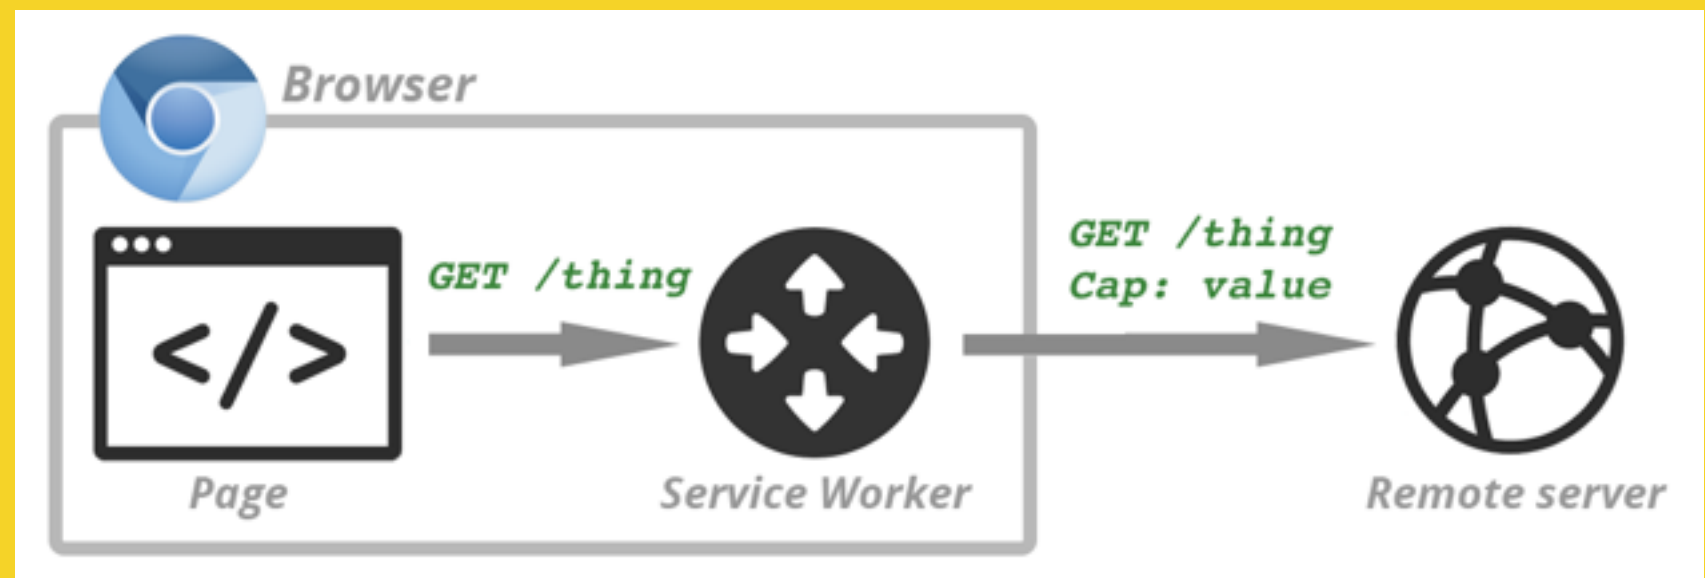 Browser
GET /thing
GET /thing
Cap: value
</>
Page
Service Worker
Remote server